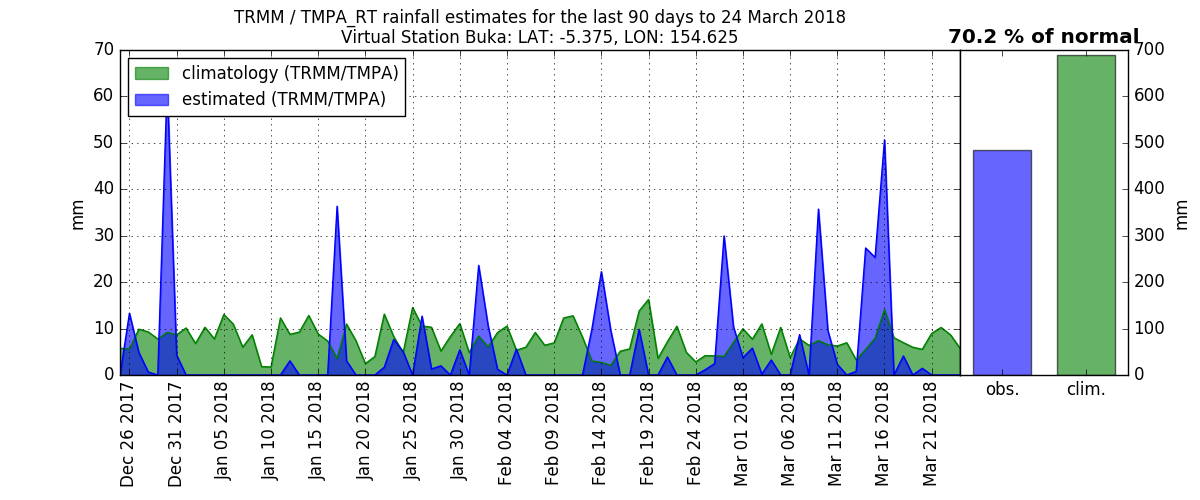 TRMM / TMPA_RT rainfall estimates for the last 90 days to 24 March 2018
Virtual Station Buka: LAT: -5.375, LON: 154.625
70.2 % of normal
climatology (TRMM/TMPA)
estimated (TRMM/TMPA)
70
60
50
40
30
20
10
0
mm
Dec 26 2017
Dec 31 2017
Jan 05 2018
Jan 10 2018
Jan 15 2018
Jan 20 2018
Jan 25 2018
Jan 30 2018
Feb 04 2018
Feb 09 2018
Feb 14 2018
Feb 19 2018
Feb 24 2018
Mar 01 2018
Mar 06 2018
Mar 11 2018
Mar 16 2018
Mar 21 2018
obs.
clim.
700
600
500
400
300
200
100
0
mm